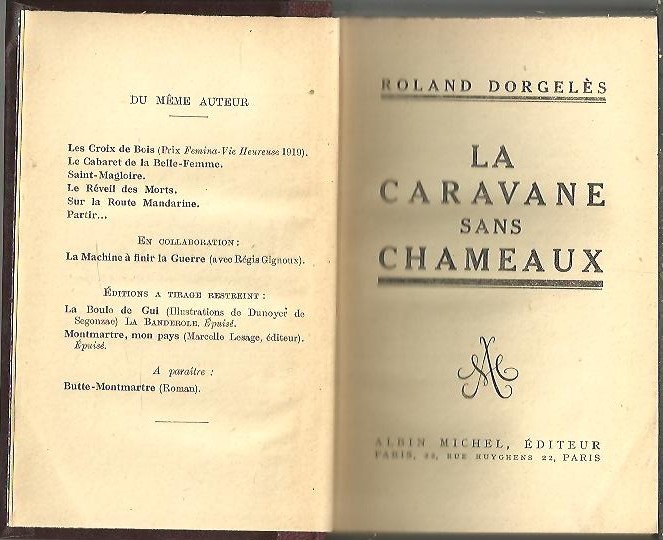 DU MÊME AUTEUR
Les Croix de Bois (Prix Femina-Vie Heureuse 1919).
Le Cabaret de la Belle-Femme.
Saint-Magloire.
Le Réveil des Morts.
Sur la Route Mandarine.
Partir...
EN COLLABORATION :
La Machine à finir la Guerre (avec Régis Gignoux).
ÉDITIONS A TIRAGE RESTREINT :
La Boule de Gui (Illustrations de Dunoyer de
Segonzac) LA BANDEROLE. Épuisé.
Montmartre, mon pays (Marcelle Lesage, éditeur).
Épuisé.
A paraître :
Butte-Montmartre (Roman).
ROLAND DORGELÈS
LA
CARAVANE
SANS
CHAMEAUX
AM
ALBIN MICHEL, ÉDITEUR
PARIS, 22, RUE HUYGHENS 22, PARIS